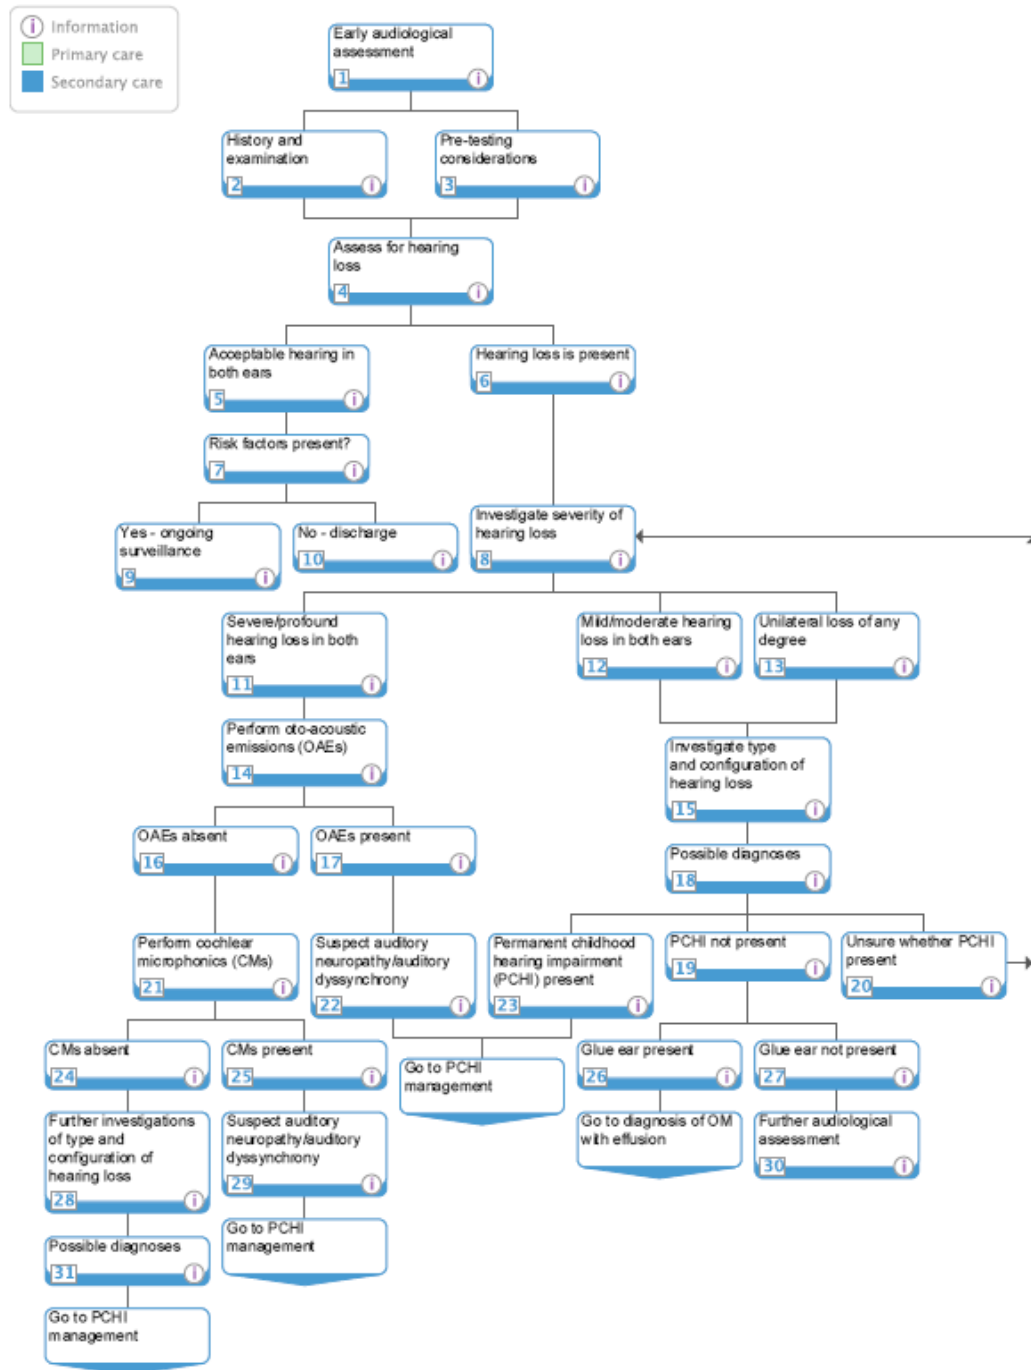 Information
Primary care
Secondary care
Early audiological
assessment
1
i
History and
examination
2
i
Pre-testing
considerations
3
i
Assess for hearing
loss
4
i
Acceptable hearing in
both ears
5
i
Hearing loss is present
6
i
Risk factors present?
7
i
Investigate severity of
hearing loss
8
i
Yes - ongoing
surveillance
9
i
No - discharge
10
i
Severe/profound
hearing loss in both
ears
11
i
Mild/moderate hearing
loss in both ears
12
i
Unilateral loss of any
degree
13
i
Perform oto-acoustic
emissions (OAEs)
14
i
Investigate type
and configuration of
hearing loss
15
i
OAEs absent
16
i
OAEs present
17
i
Possible diagnoses
18
i
Perform cochlear
microphonics (CMs)
21
i
Suspect auditory
neuropathy/auditory
dyssynchrony
22
i
Permanent childhood
hearing impairment
(PCHI) present
23
i
PCHI not present
19
i
Unsure whether PCHI
present
20
i
CMs absent
24
i
CMs present
25
i
Go to PCHI
management
Glue ear present
26
i
Glue ear not present
27
i
Further investigations
of type and
configuration of
hearing loss
28
i
Suspect auditory
neuropathy/auditory
dyssynchrony
29
i
Go to diagnosis of OM
with effusion
Further audiological
assessment
30
i
Possible diagnoses
31
i
Go to PCHI
management
Go to PCHI
management